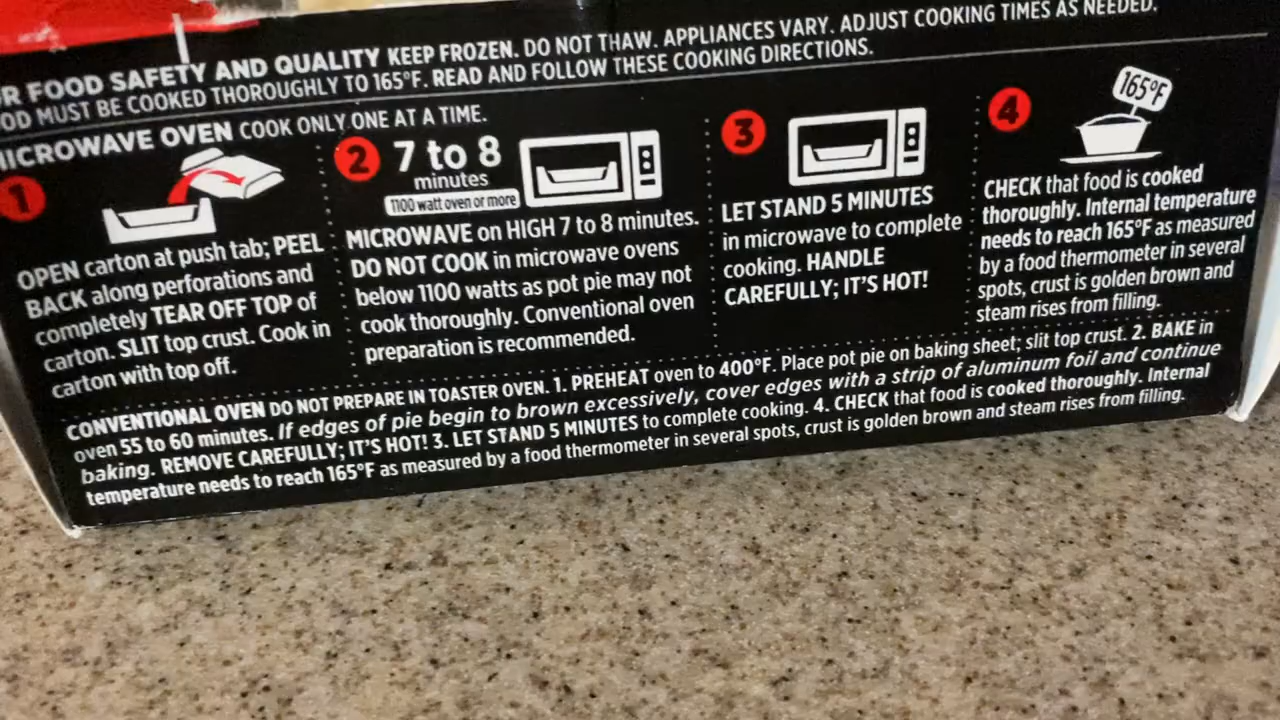 FOOD SAFETY AND QUALITY KEEP FROZEN. DO NOT THAW. APPLIANCES VARY. ADJUST COOKING TIMES AS NEEDED.
MUST BE COOKED THOROUGHLY TO 165°F. READ AND FOLLOW THESE COOKING DIRECTIONS.
MICROWAVE OVEN COOK ONLY ONE AT A TIME.
1
OPEN carton at push tab; PEEL
BACK along perforations and
completely TEAR OFF TOP of
carton. SLIT top crust. Cook in
carton with top off.
2 7 to 8
minutes
1100 watt oven or more
MICROWAVE on HIGH 7 to 8 minutes.
DO NOT COOK in microwave ovens
below 1100 watts as pot pie may not
cook thoroughly. Conventional oven
preparation is recommended.
3
LET STAND 5 MINUTES
in microwave to complete
cooking. HANDLE
CAREFULLY; IT'S HOT!
4
165°F
CHECK that food is cooked
thoroughly. Internal temperature
needs to reach 165°F as measured
by a food thermometer in several
spots, crust is golden brown and
steam rises from filling.
CONVENTIONAL OVEN DO NOT PREPARE IN TOASTER OVEN. 1. PREHEAT oven to 400°F. Place pot pie on baking sheet; slit top crust. 2. BAKE in
oven 55 to 60 minutes. If edges of pie begin to brown excessively, cover edges with a strip of aluminum foil and continue
baking. REMOVE CAREFULLY; IT'S HOT! 3. LET STAND 5 MINUTES to complete cooking. 4. CHECK that food is cooked thoroughly. Internal
temperature needs to reach 165°F as measured by a food thermometer in several spots, crust is golden brown and steam rises from filling.